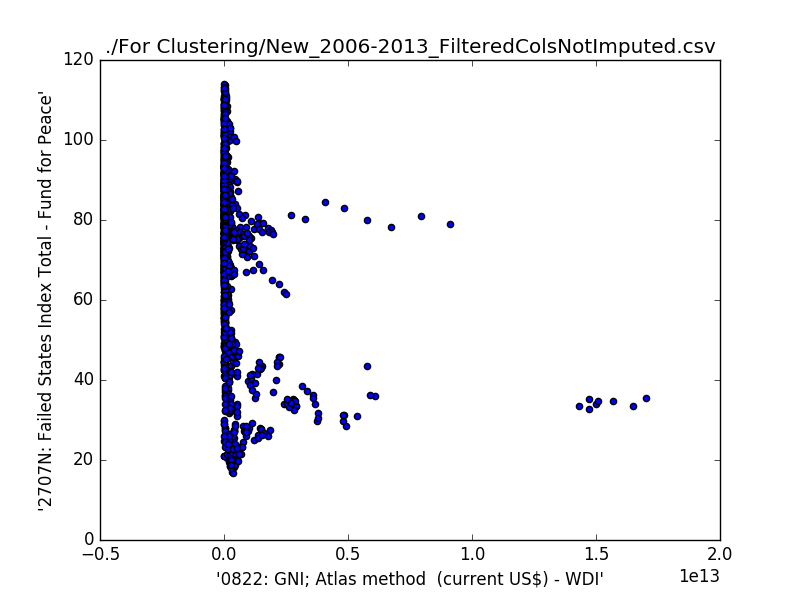 ./For Clustering/New_2006-2013_FilteredColsNotImputed.csv
120
100
80
60
40
20
0
'2707N: Failed States Index Total - Fund for Peace'
−0.5 0.0 0.5 1.0 1.5 2.0
1e13
'0822: GNI; Atlas method  (current US$) - WDI'